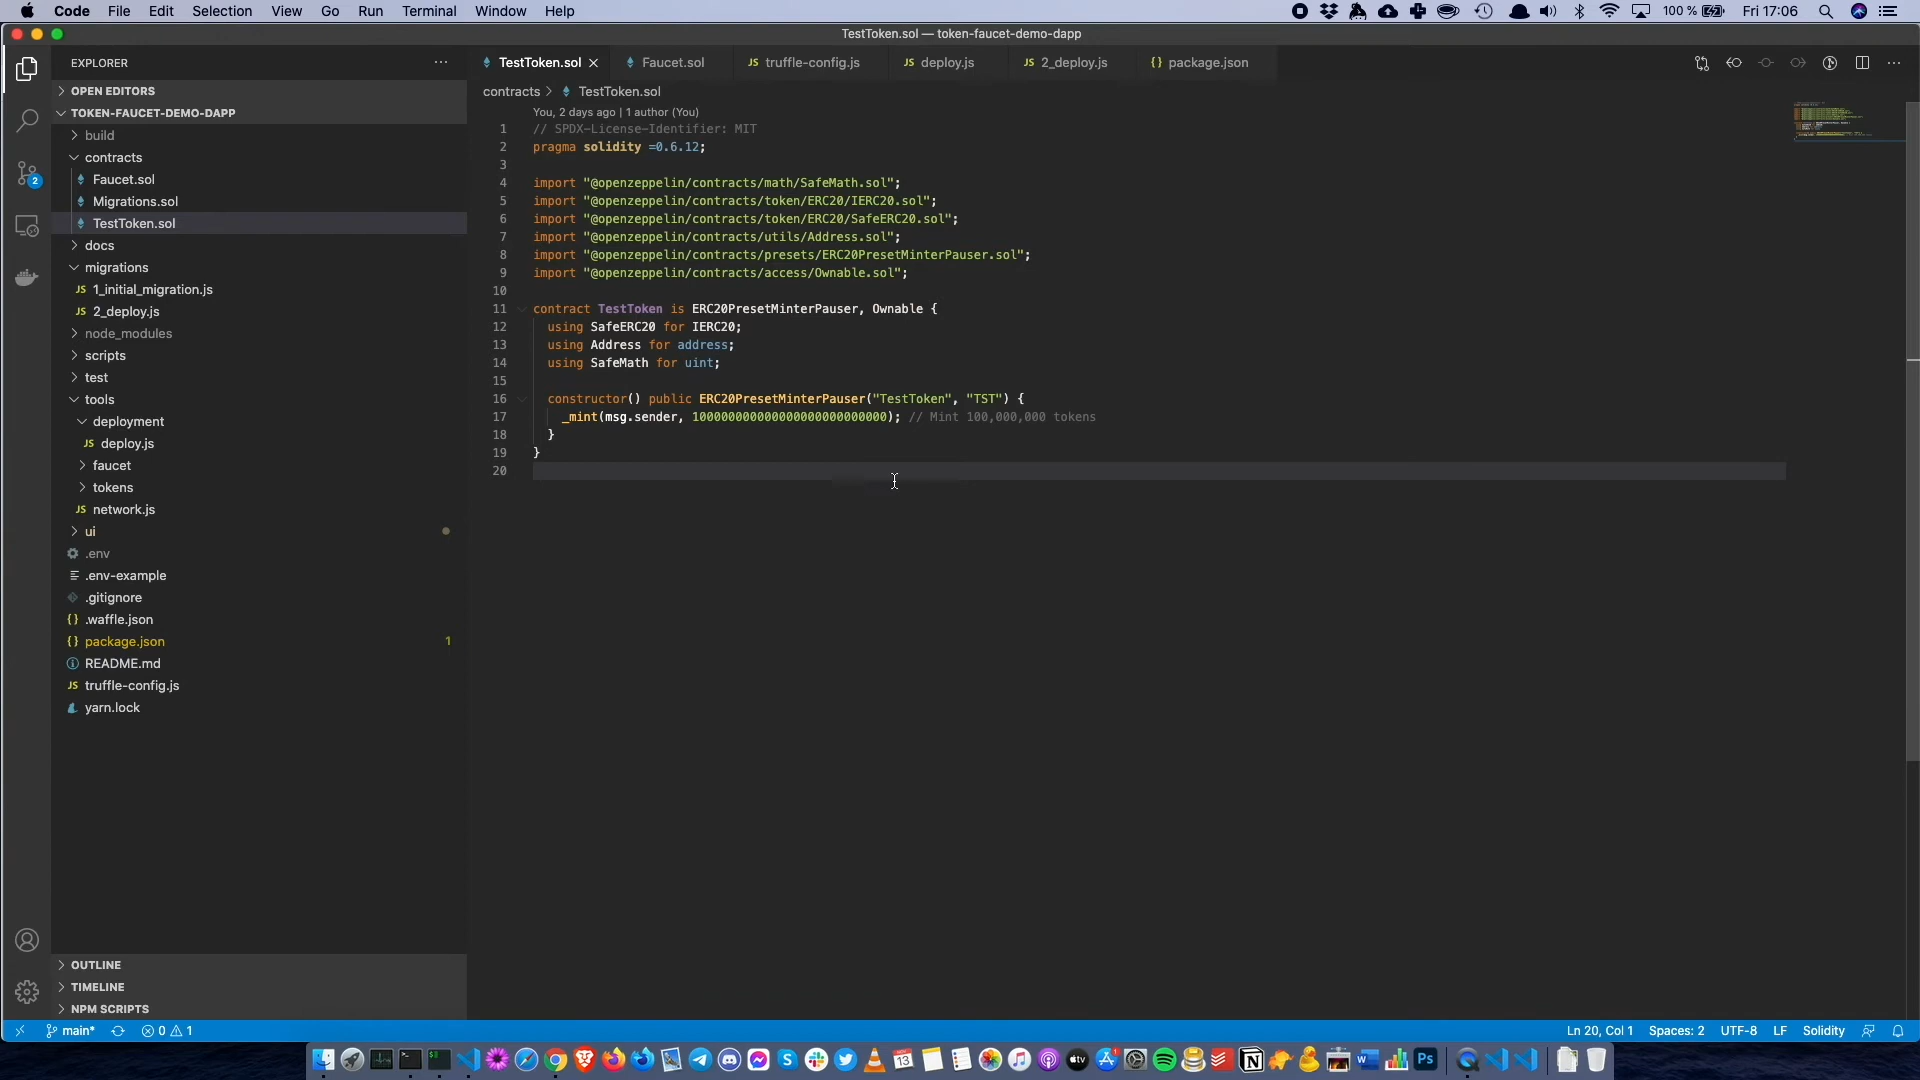 Code File Edit Selection View Go Run Terminal Window Help 100 % Fri 17:06
TestToken.sol — token-faucet-demo-dapp
EXPLORER
OPEN EDITORS
TOKEN-FAUCET-DEMO-DAPP
build
contracts
Faucet.sol
Migrations.sol
TestToken.sol
docs
migrations
JS 1_initial_migration.js
JS 2_deploy.js
node_modules
scripts
test
tools
deployment
JS deploy.js
faucet
tokens
JS network.js
ui
.env
.env-example
.gitignore
{} .waffle.json
{} package.json 1
README.md
JS truffle-config.js
yarn.lock
OUTLINE
TIMELINE
NPM SCRIPTS
2
TestToken.sol Faucet.sol JS truffle-config.js JS deploy.js JS 2_deploy.js {} package.json
contracts > TestToken.sol
You, 2 days ago | 1 author (You)
1 // SPDX-License-Identifier: MIT
2 pragma solidity =0.6.12;
3
4 import "@openzeppelin/contracts/math/SafeMath.sol";
5 import "@openzeppelin/contracts/token/ERC20/IERC20.sol";
6 import "@openzeppelin/contracts/token/ERC20/SafeERC20.sol";
7 import "@openzeppelin/contracts/utils/Address.sol";
8 import "@openzeppelin/contracts/presets/ERC20PresetMinterPauser.sol";
9 import "@openzeppelin/contracts/access/Ownable.sol";
10
11 contract TestToken is ERC20PresetMinterPauser, Ownable {
12 using SafeERC20 for IERC20;
13 using Address for address;
14 using SafeMath for uint;
15
16 constructor() public ERC20PresetMinterPauser("TestToken", "TST") {
17 _mint(msg.sender, 100000000000000000000000000); // Mint 100,000,000 tokens
18 }
19 }
20
main* 0 1 Ln 20, Col 1 Spaces: 2 UTF-8 LF Solidity